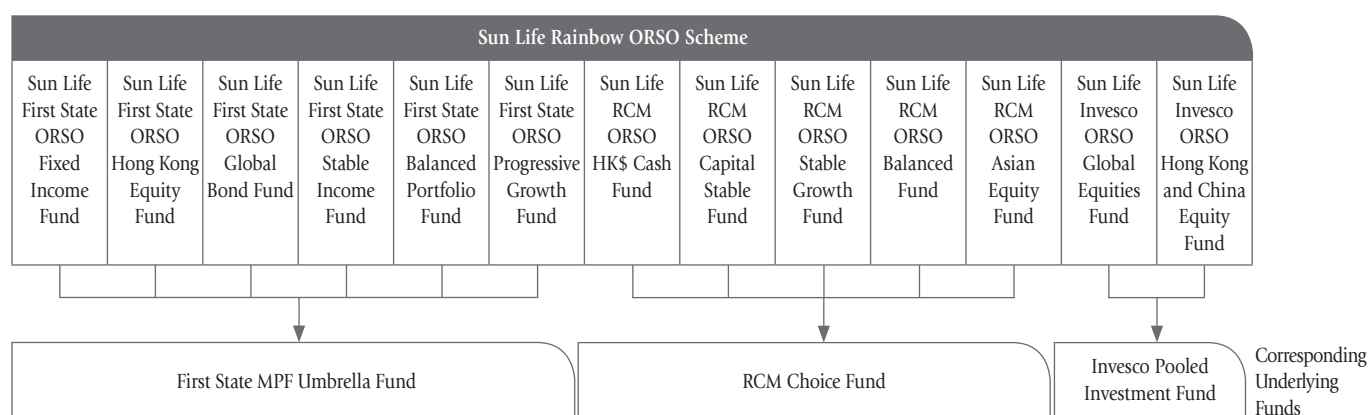 Sun Life Rainbow ORSO Scheme
Sun Life
First State
ORSO
Fixed
Income
Fund
Sun Life
First State
ORSO
Hong Kong
Equity
Fund
Sun Life
First State
ORSO
Global
Bond Fund
Sun Life
First State
ORSO
Stable
Income
Fund
Sun Life
First State
ORSO
Balanced
Portfolio
Fund
Sun Life
First State
ORSO
Progressive
Growth
Fund
Sun Life
RCM
ORSO
HK$ Cash
Fund
Sun Life
RCM
ORSO
Capital
Stable
Fund
Sun Life
RCM
ORSO
Stable
Growth
Fund
Sun Life
RCM
ORSO
Balanced
Fund
Sun Life
RCM
ORSO
Asian
Equity
Fund
Sun Life
Invesco
ORSO
Global
Equities
Fund
Sun Life
Invesco
ORSO
Hong Kong
and China
Equity
Fund
First State MPF Umbrella Fund
RCM Choice Fund
Invesco Pooled
Investment Fund
Corresponding
Underlying
Funds